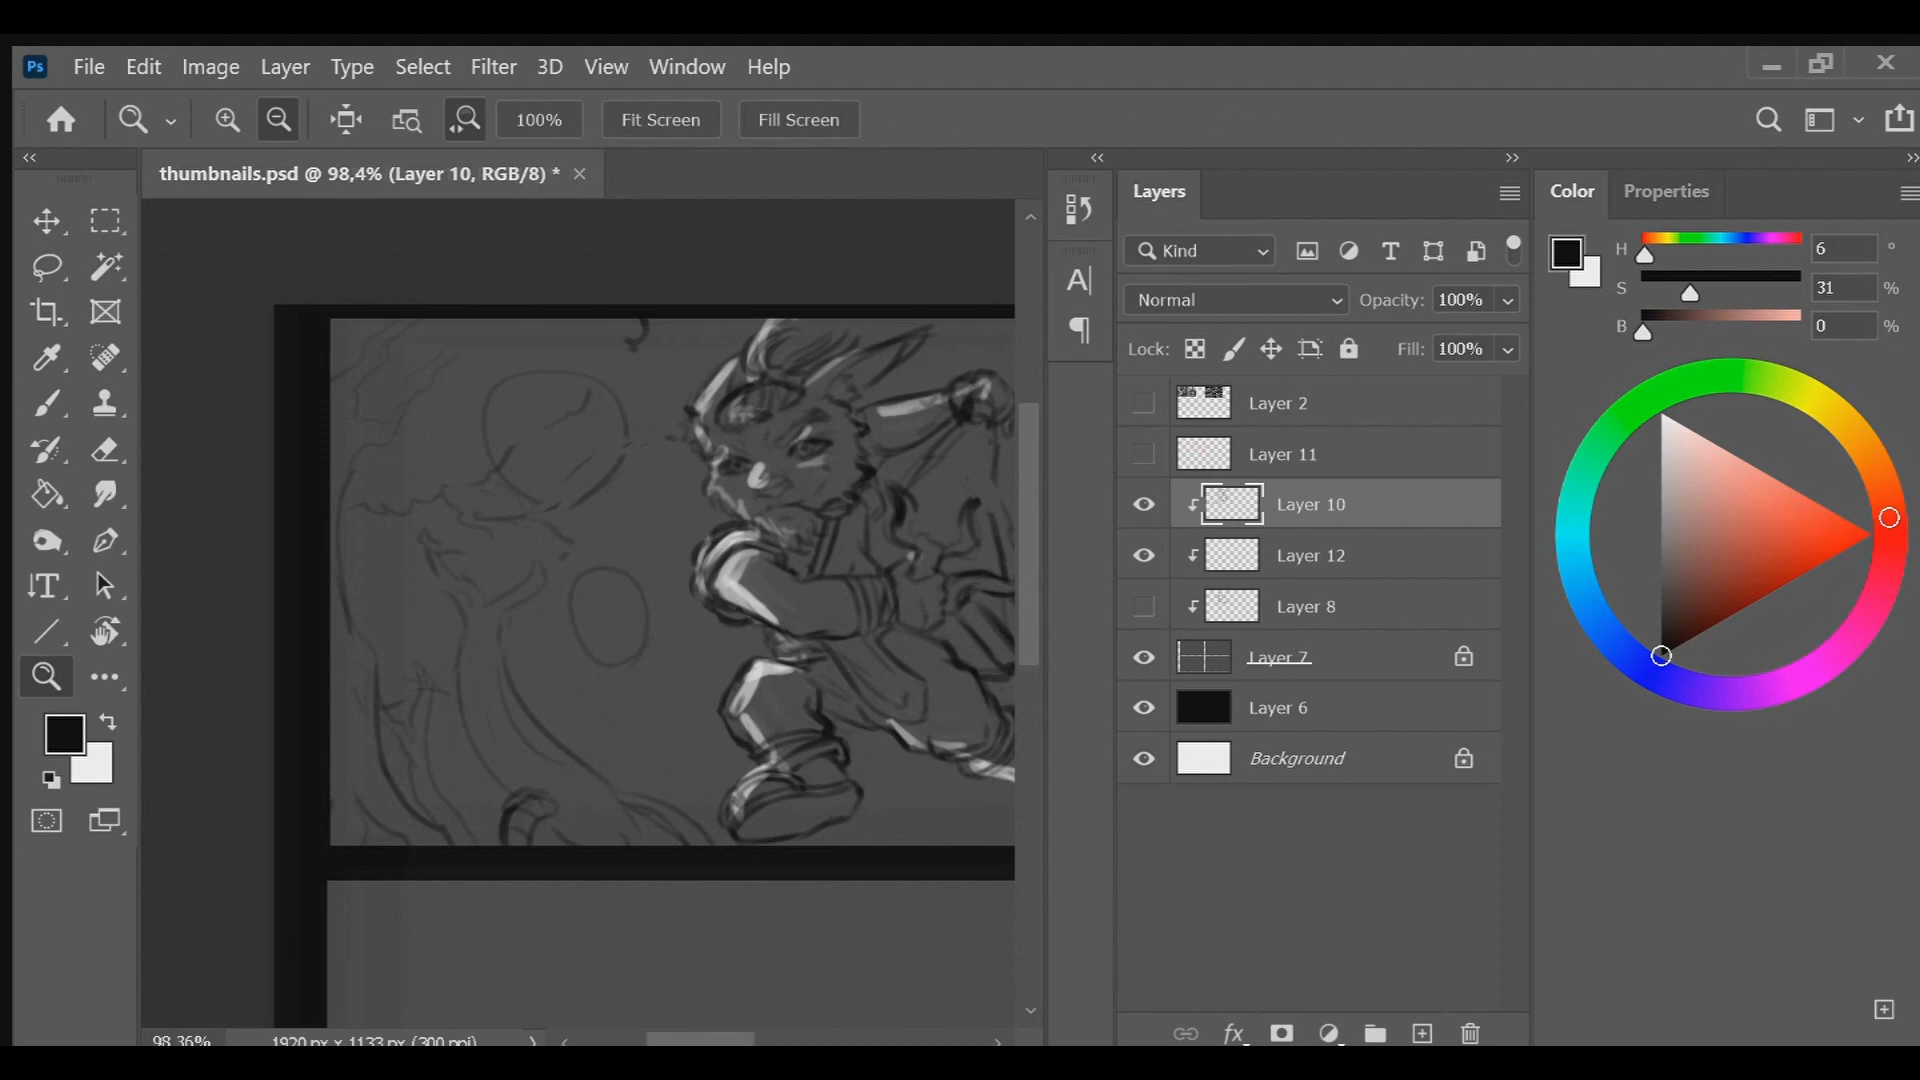 Ps File Edit Image Layer Type Select Filter 3D View Window Help
100% Fit Screen Fill Screen
thumbnails.psd @ 98,4% (Layer 10, RGB/8) *
Layers
Color Properties
Kind
H 6 °
S 31 %
B 0 %
Normal Opacity: 100%
Lock: Fill: 100%
Layer 2
Layer 11
Layer 10
Layer 12
Layer 8
Layer 7
Layer 6
Background
98,36% 1920 px x 1133 px (300 ppi)